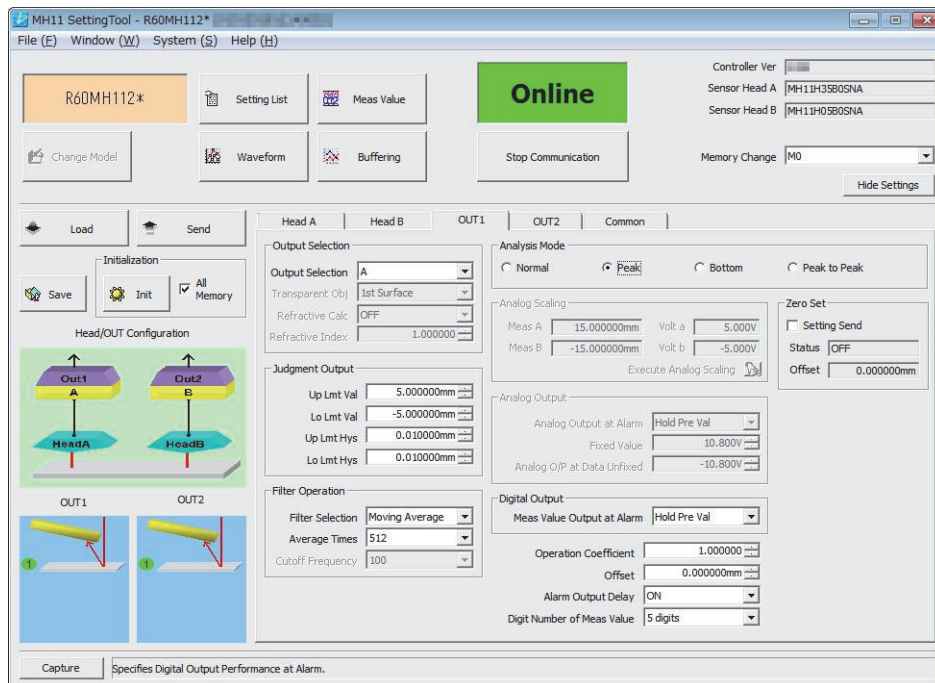 MH11 SettingTool - R60MH112*
File (F) Window (W) System (S) Help (H)
R60MH112*
Setting List
Meas Value
Online
Controller Ver
Sensor Head A MH11H35B0SNA
Sensor Head B MH11H05B0SNA
Change Model
Waveform
Buffering
Stop Communication
Memory Change M0
Hide Settings
Load
Send
Initialization
Save
Init
All Memory
Head/OUT Configuration
Out1
A
HeadA
Out2
B
HeadB
OUT1
OUT2
1
1
Head A
Head B
OUT1
OUT2
Common
Output Selection
Output Selection A
Transparent Obj 1st Surface
Refractive Calc OFF
Refractive Index 1.000000
Judgment Output
Up Lmt Val 5.000000mm
Lo Lmt Val -5.000000mm
Up Lmt Hys 0.010000mm
Lo Lmt Hys 0.010000mm
Filter Operation
Filter Selection Moving Average
Average Times 512
Cutoff Frequency 100
Analysis Mode
Normal
Peak
Bottom
Peak to Peak
Analog Scaling
Meas A 15.000000mm Volt a 5.000V
Meas B -15.000000mm Volt b -5.000V
Execute Analog Scaling
Zero Set
Setting Send
Status OFF
Offset 0.000000mm
Analog Output
Analog Output at Alarm Hold Pre Val
Fixed Value 10.800V
Analog O/P at Data Unfixed -10.800V
Digital Output
Meas Value Output at Alarm Hold Pre Val
Operation Coefficient 1.000000
Offset 0.000000mm
Alarm Output Delay ON
Digit Number of Meas Value 5 digits
Capture
Specifies Digital Output Performance at Alarm.